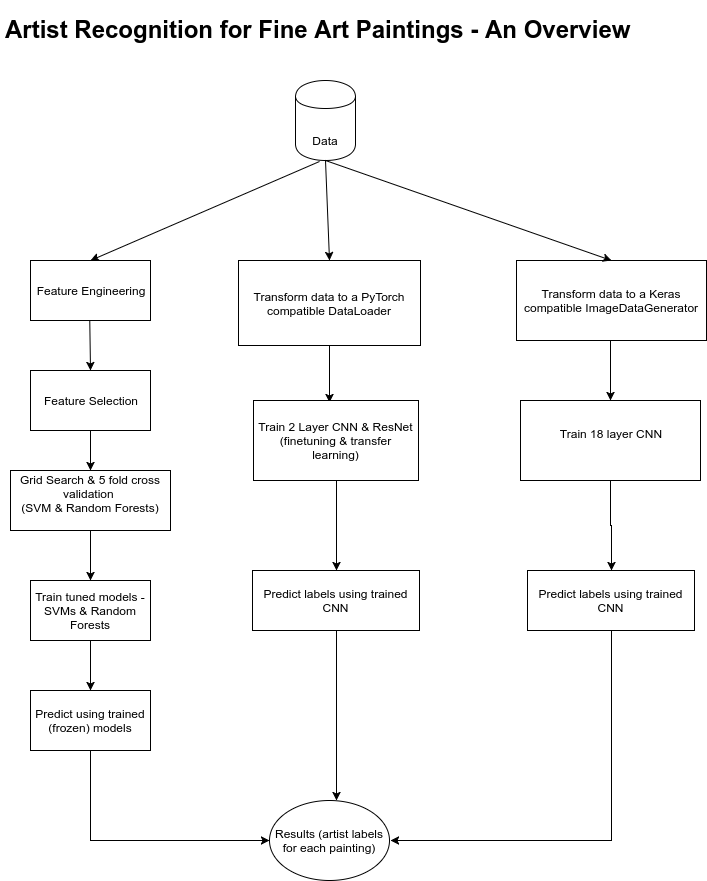 Artist Recognition for Fine Art Paintings - An Overview
Data
Feature Engineering
Feature Selection
Grid Search & 5 fold cross
validation
(SVM & Random Forests)
Train tuned models -
SVMs & Random
Forests
Predict using trained
(frozen) models
Transform data to a PyTorch
compatible DataLoader
Train 2 Layer CNN & ResNet
(finetuning & transfer
learning)
Predict labels using trained
CNN
Transform data to a Keras
compatible ImageDataGenerator
Train 18 layer CNN
Predict labels using trained
CNN
Results (artist labels
for each painting)